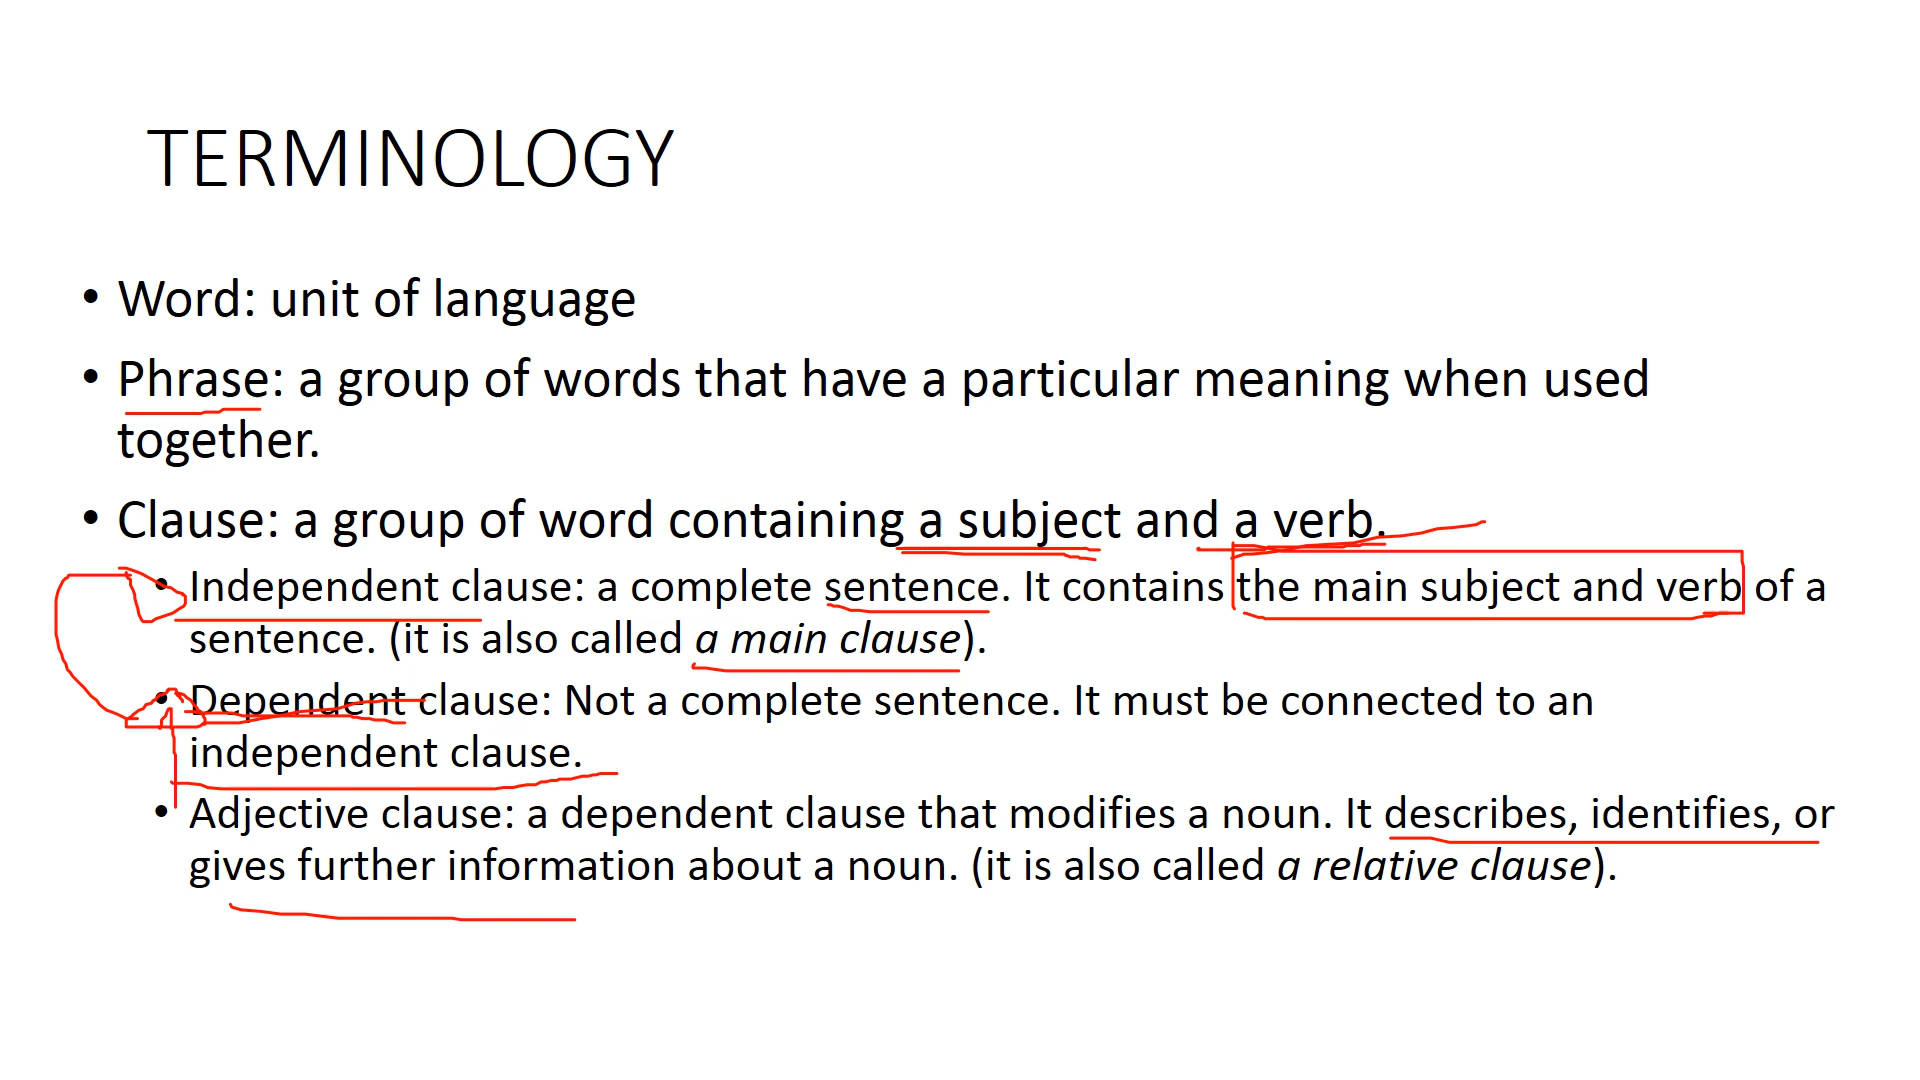 TERMINOLOGY
• Word: unit of language
• Phrase: a group of words that have a particular meaning when used
together.
• Clause: a group of word containing a subject and a verb.
• Independent clause: a complete sentence. It contains the main subject and verb of a
sentence. (it is also called a main clause).
• Dependent clause: Not a complete sentence. It must be connected to an
independent clause.
• Adjective clause: a dependent clause that modifies a noun. It describes, identifies, or
gives further information about a noun. (it is also called a relative clause).